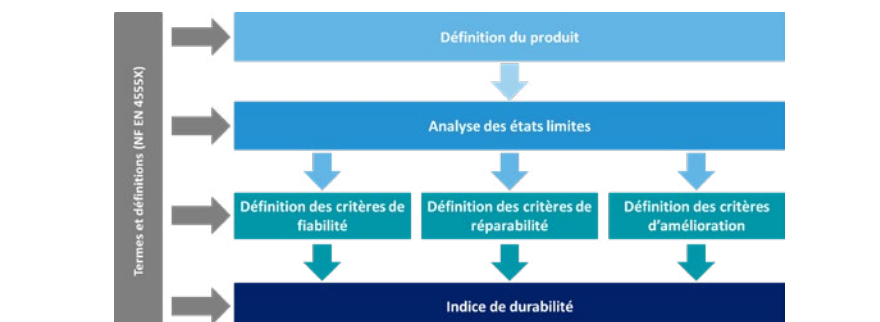 Termes et définitions (NF EN 4555X)
Définition du produit
Analyse des états limites
Définition des critères de
fiabilité
Définition des critères de
réparabilité
Définition des critères
d'amélioration
Indice de durabilité